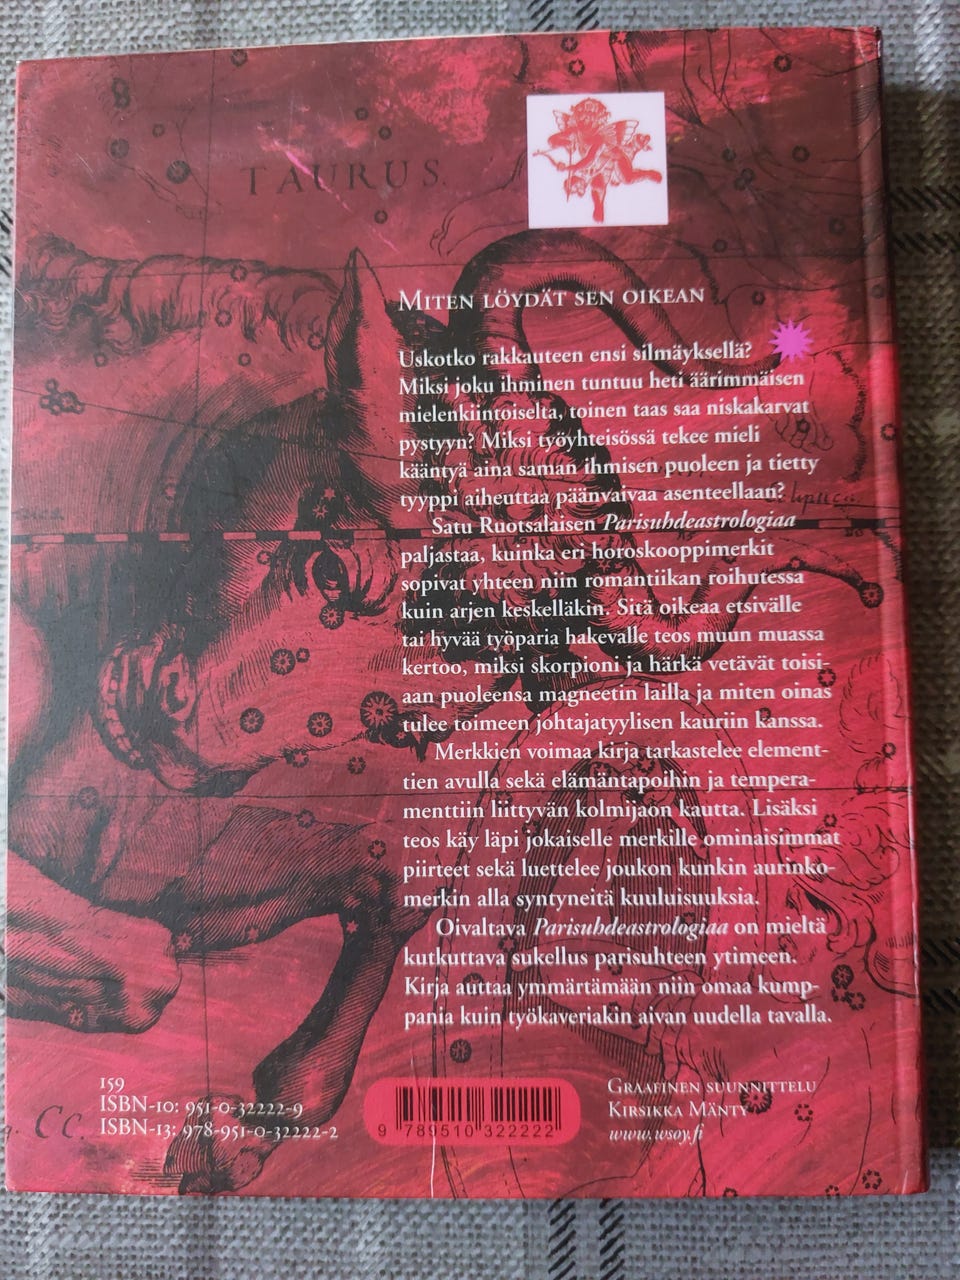 TAURUS.
MITEN LÖYDÄT SEN OIKEAN
Uskotko rakkauteen ensi silmäyksellä?
Miksi joku ihminen tuntuu heti äärimmäisen
mielenkiintoiselta, toinen taas saa niskakarvat
pystyyn? Miksi työyhteisössä tekee mieli
kääntyä aina saman ihmisen puoleen ja tietty
tyyppi aiheuttaa päänvaivaa asenteellaan?
Satu Ruotsalaisen Parisuhdeastrologiaa
paljastaa, kuinka eri horoskooppimerkit
sopivat yhteen niin romantiikan roihutessa
kuin arjen keskelläkin. Sitä oikeaa etsivälle
tai hyvää työparia hakevalle teos muun muassa
kertoo, miksi skorpioni ja härkä vetävät toisi-
aan puoleensa magneetin lailla ja miten oinas
tulee toimeen johtajatyylisen kauriin kanssa.
Merkkien voimaa kirja tarkastelee element-
tien avulla sekä elämäntapoihin ja tempera-
menttiin liittyvän kolmijaon kautta. Lisäksi
teos käy läpi jokaiselle merkille ominaisimmat
piirteet sekä luettelee joukon kunkin aurinko-
merkin alla syntyneitä kuuluisuuksia.
Oivaltava Parisuhdeastrologiaa on mieltä
kutkuttava sukellus parisuhteen ytimeen.
Kirja auttaa ymmärtämään niin omaa kump-
pania kuin työkaveriakin aivan uudella tavalla.
159
ISBN-10: 951-0-32222-9
ISBN-13: 978-951-0-32222-2
9 789510 322222
GRAAFINEN SUUNNITTELU
KIRSIKKA MÄNTY
www.wsoy.fi
CC.